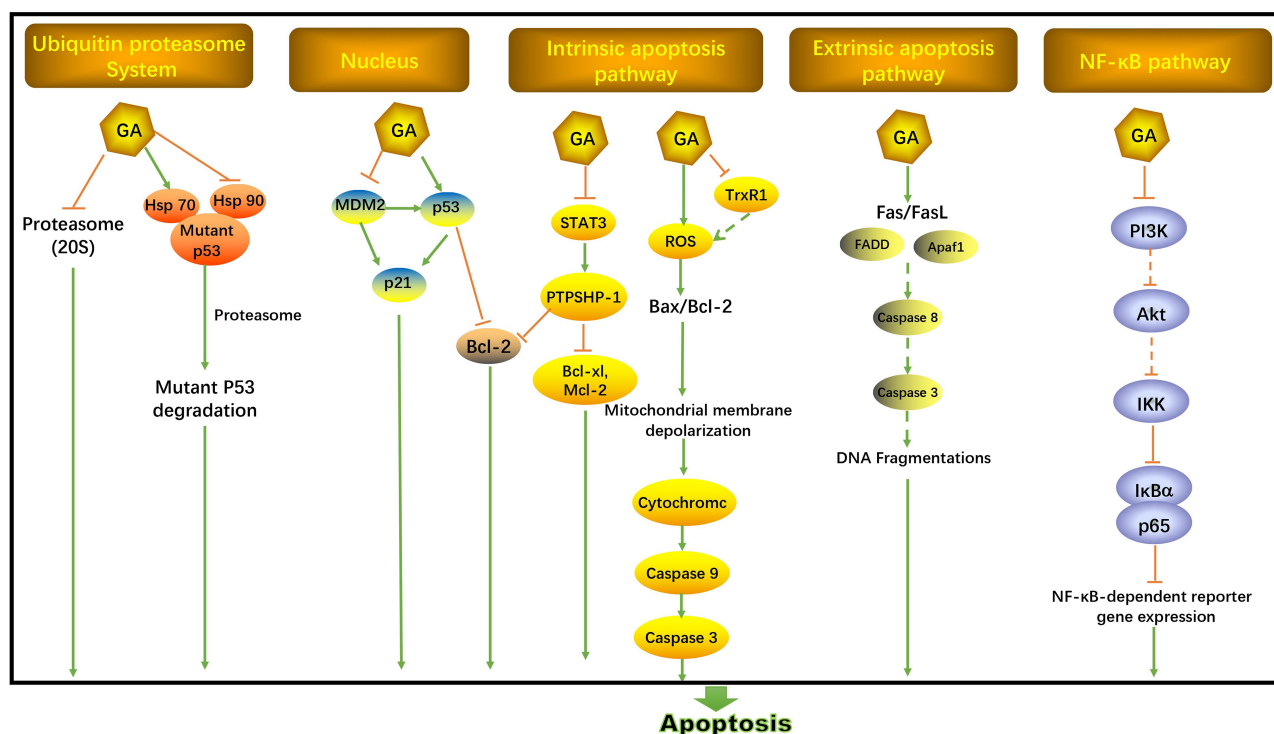 Ubiquitin proteasome
System
GA
Hsp 70
Hsp 90
Mutant
p53
Proteasome
(20S)
Proteasome
Mutant P53
degradation
Nucleus
GA
MDM2
p53
p21
Bcl-2
Intrinsic apoptosis
pathway
GA
STAT3
PTPSHP-1
Bcl-xl,
Mcl-2
GA
TrxR1
ROS
Bax/Bcl-2
Mitochondrial membrane
depolarization
Cytochromc
Caspase 9
Caspase 3
Extrinsic apoptosis
pathway
GA
Fas/FasL
FADD
Apaf1
Caspase 8
Caspase 3
DNA Fragmentations
NF-κB pathway
GA
PI3K
Akt
IKK
IκBα
p65
NF-κB-dependent reporter
gene expression
Apoptosis